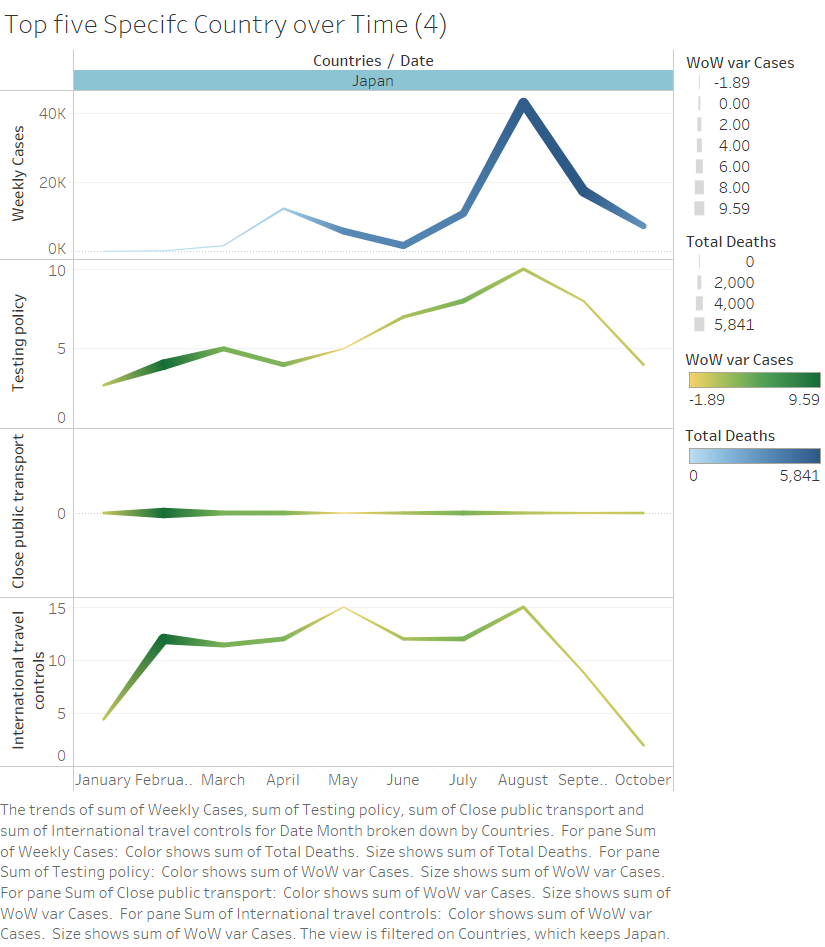 Top five Specifc Country over Time (4)
Countries / Date
Japan
Weekly Cases
40K
20K
0K
Testing policy
10
5
0
Close public transport
0
International travel
controls
15
10
5
0
January Februa.. March April May June July August Septe.. October
WoW var Cases
-1.89
0.00
2.00
4.00
6.00
8.00
9.59
Total Deaths
0
2,000
4,000
5,841
WoW var Cases
-1.89 9.59
Total Deaths
0 5,841
The trends of sum of Weekly Cases, sum of Testing policy, sum of Close public transport and
sum of International travel controls for Date Month broken down by Countries. For pane Sum
of Weekly Cases: Color shows sum of Total Deaths. Size shows sum of Total Deaths. For pane
Sum of Testing policy: Color shows sum of WoW var Cases. Size shows sum of WoW var Cases.
For pane Sum of Close public transport: Color shows sum of WoW var Cases. Size shows sum of
WoW var Cases. For pane Sum of International travel controls: Color shows sum of WoW var
Cases. Size shows sum of WoW var Cases. The view is filtered on Countries, which keeps Japan.